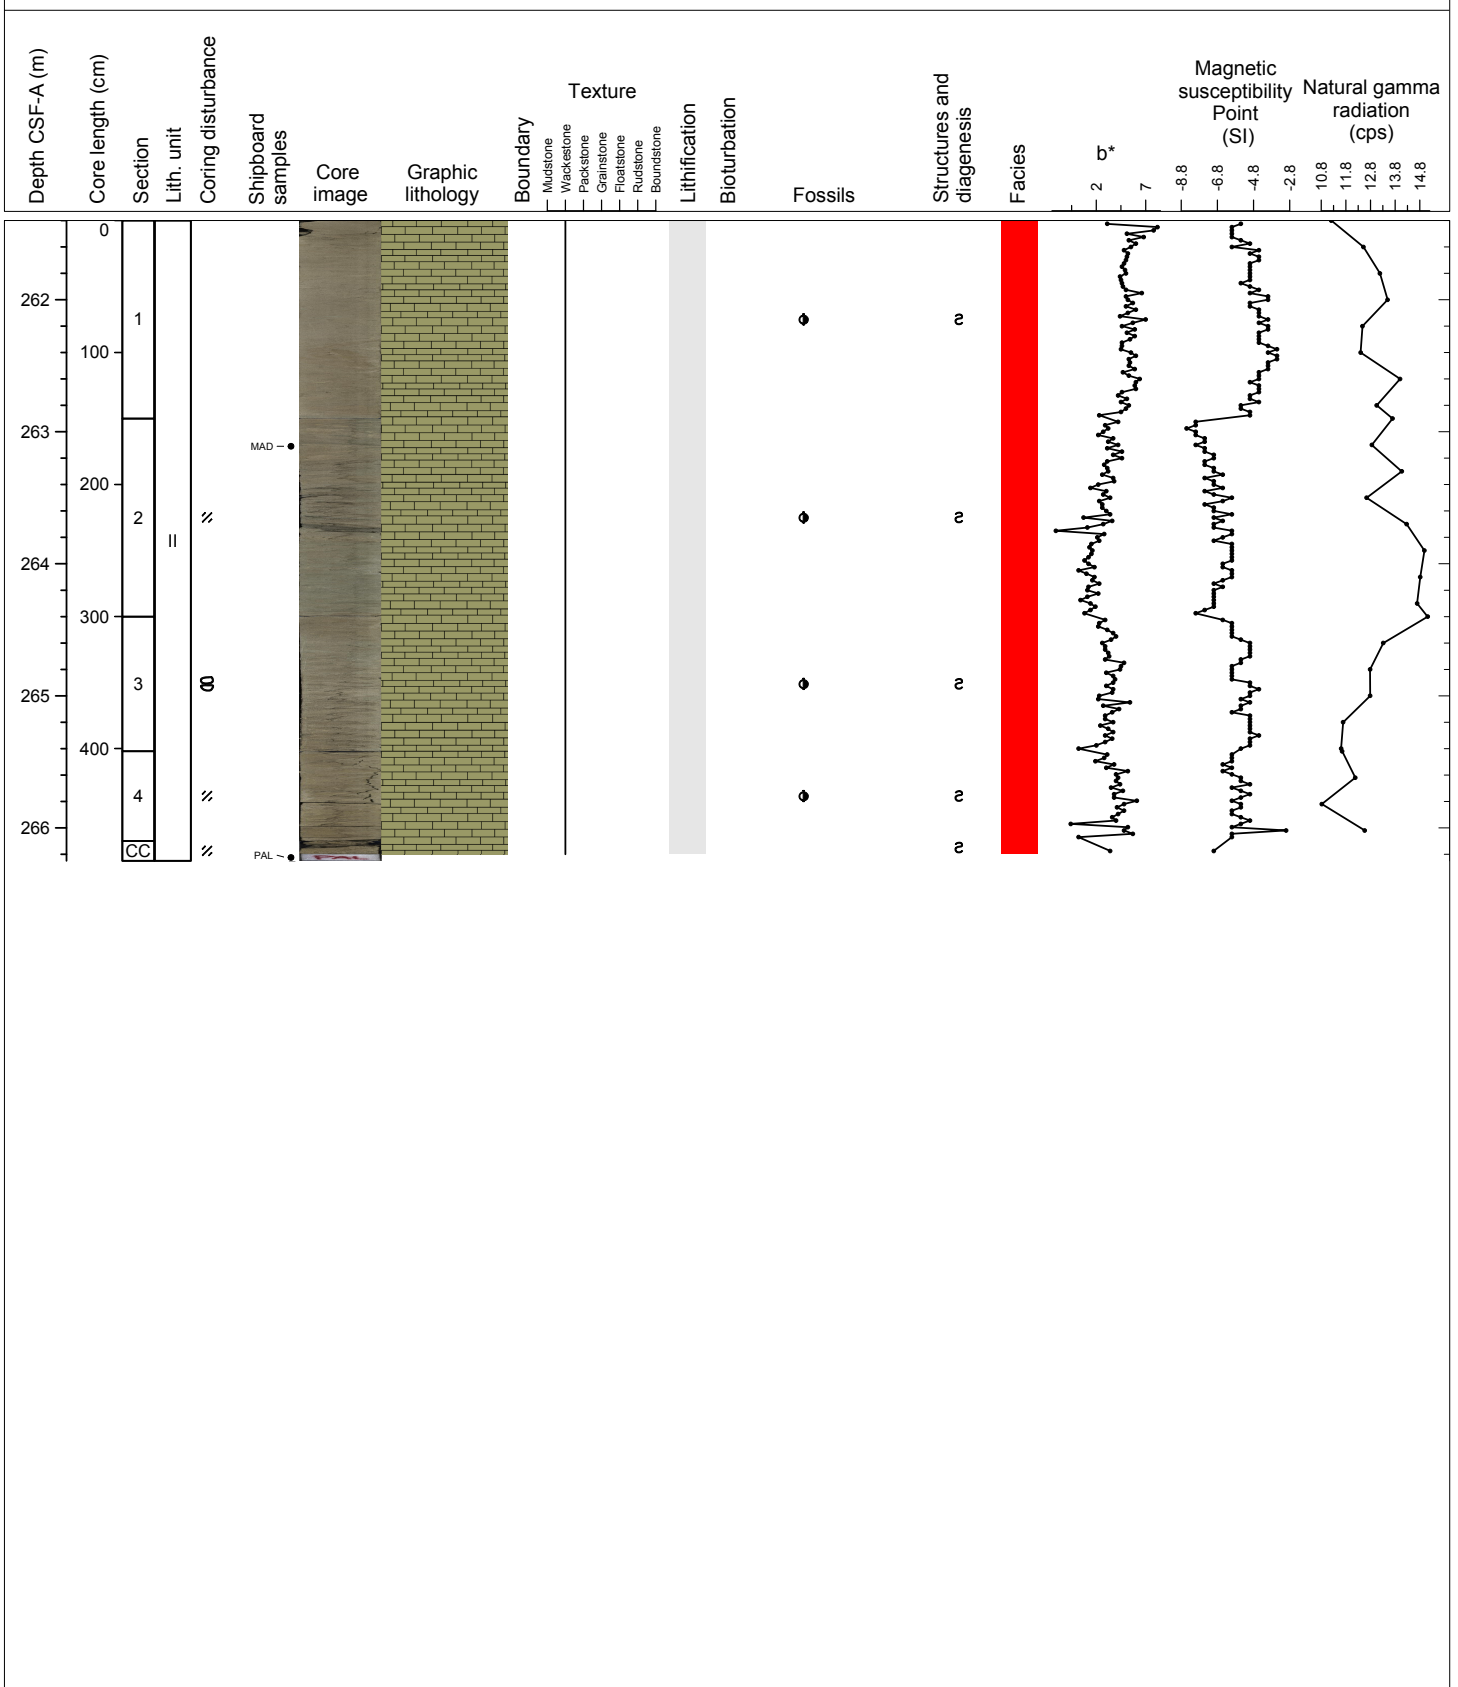 Depth CSF-A (m)
Core length (cm)
Section
Lith. unit
Coring disturbance
Shipboard
samples
Core
image
Graphic
lithology
Boundary
Texture
Mudstone
Wackestone
Packstone
Grainstone
Floatstone
Rudstone
Boundstone
Lithification
Bioturbation
Fossils
Structures and
diagenesis
Facies
b*
2 7
Magnetic
susceptibility
Point
(SI)
-8.8 -6.8 -4.8 -2.8
Natural gamma
radiation
(cps)
10.8 11.8 12.8 13.8 14.8
0
262
1
100
263
MAD
200
2
II
264
300
3
265
400
4
266
CC
PAL
PAL